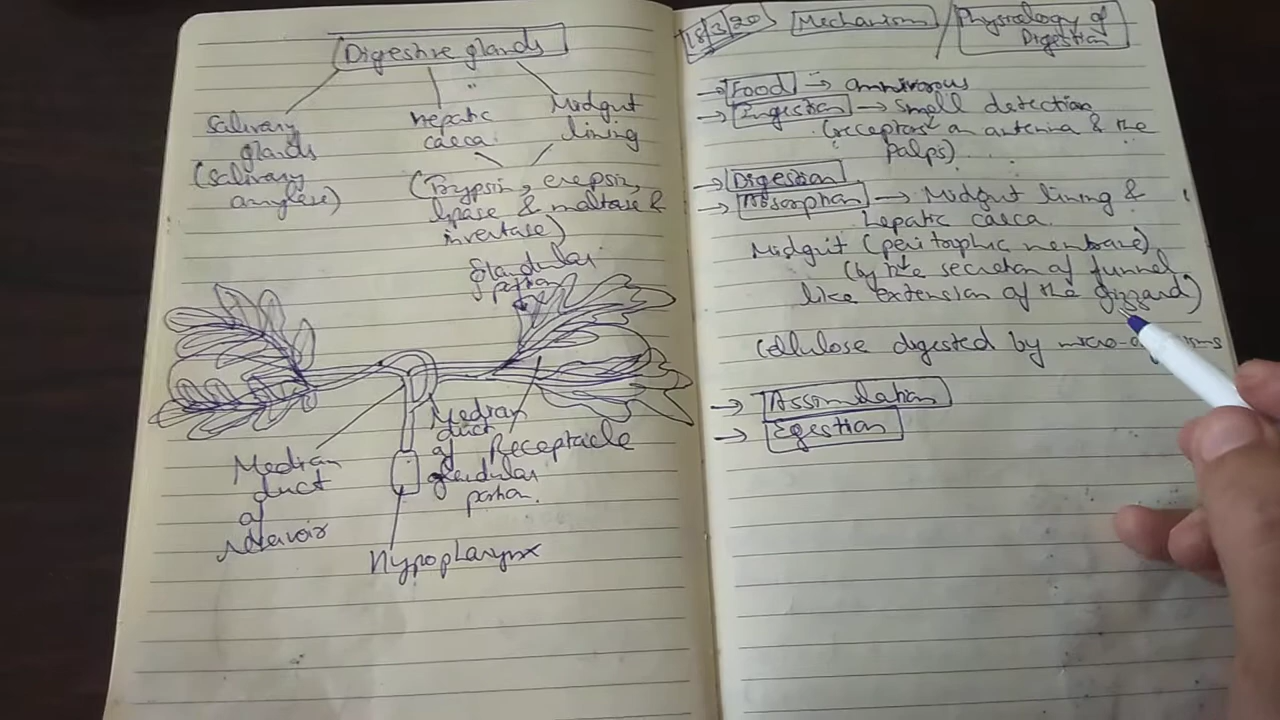 Digestive glands
Salivary
glands
(salivary
amylase)
hepatic
caeca
Midgut
lining
(Trypsin, erepsin,
lipase & maltase &
invertase)
Glandular
portion
Median
duct
of
reservoir
Median
duct
of
glandular
portion.
Receptacle
Hypopharynx
18/3/20 Mechanism / Physiology of
Digestion
→ Food → omnivorous
→ Ingestion → Smell detection
(receptors on antenna & the
palps)
→ Digestion
→ Absorption → Midgut lining &
hepatic caeca.
Midgut (peritrophic membrane)
(by the secretion of funnel
like extension of the gizzard)
Cellulose digested by
→ Assimilation
→ Egestion